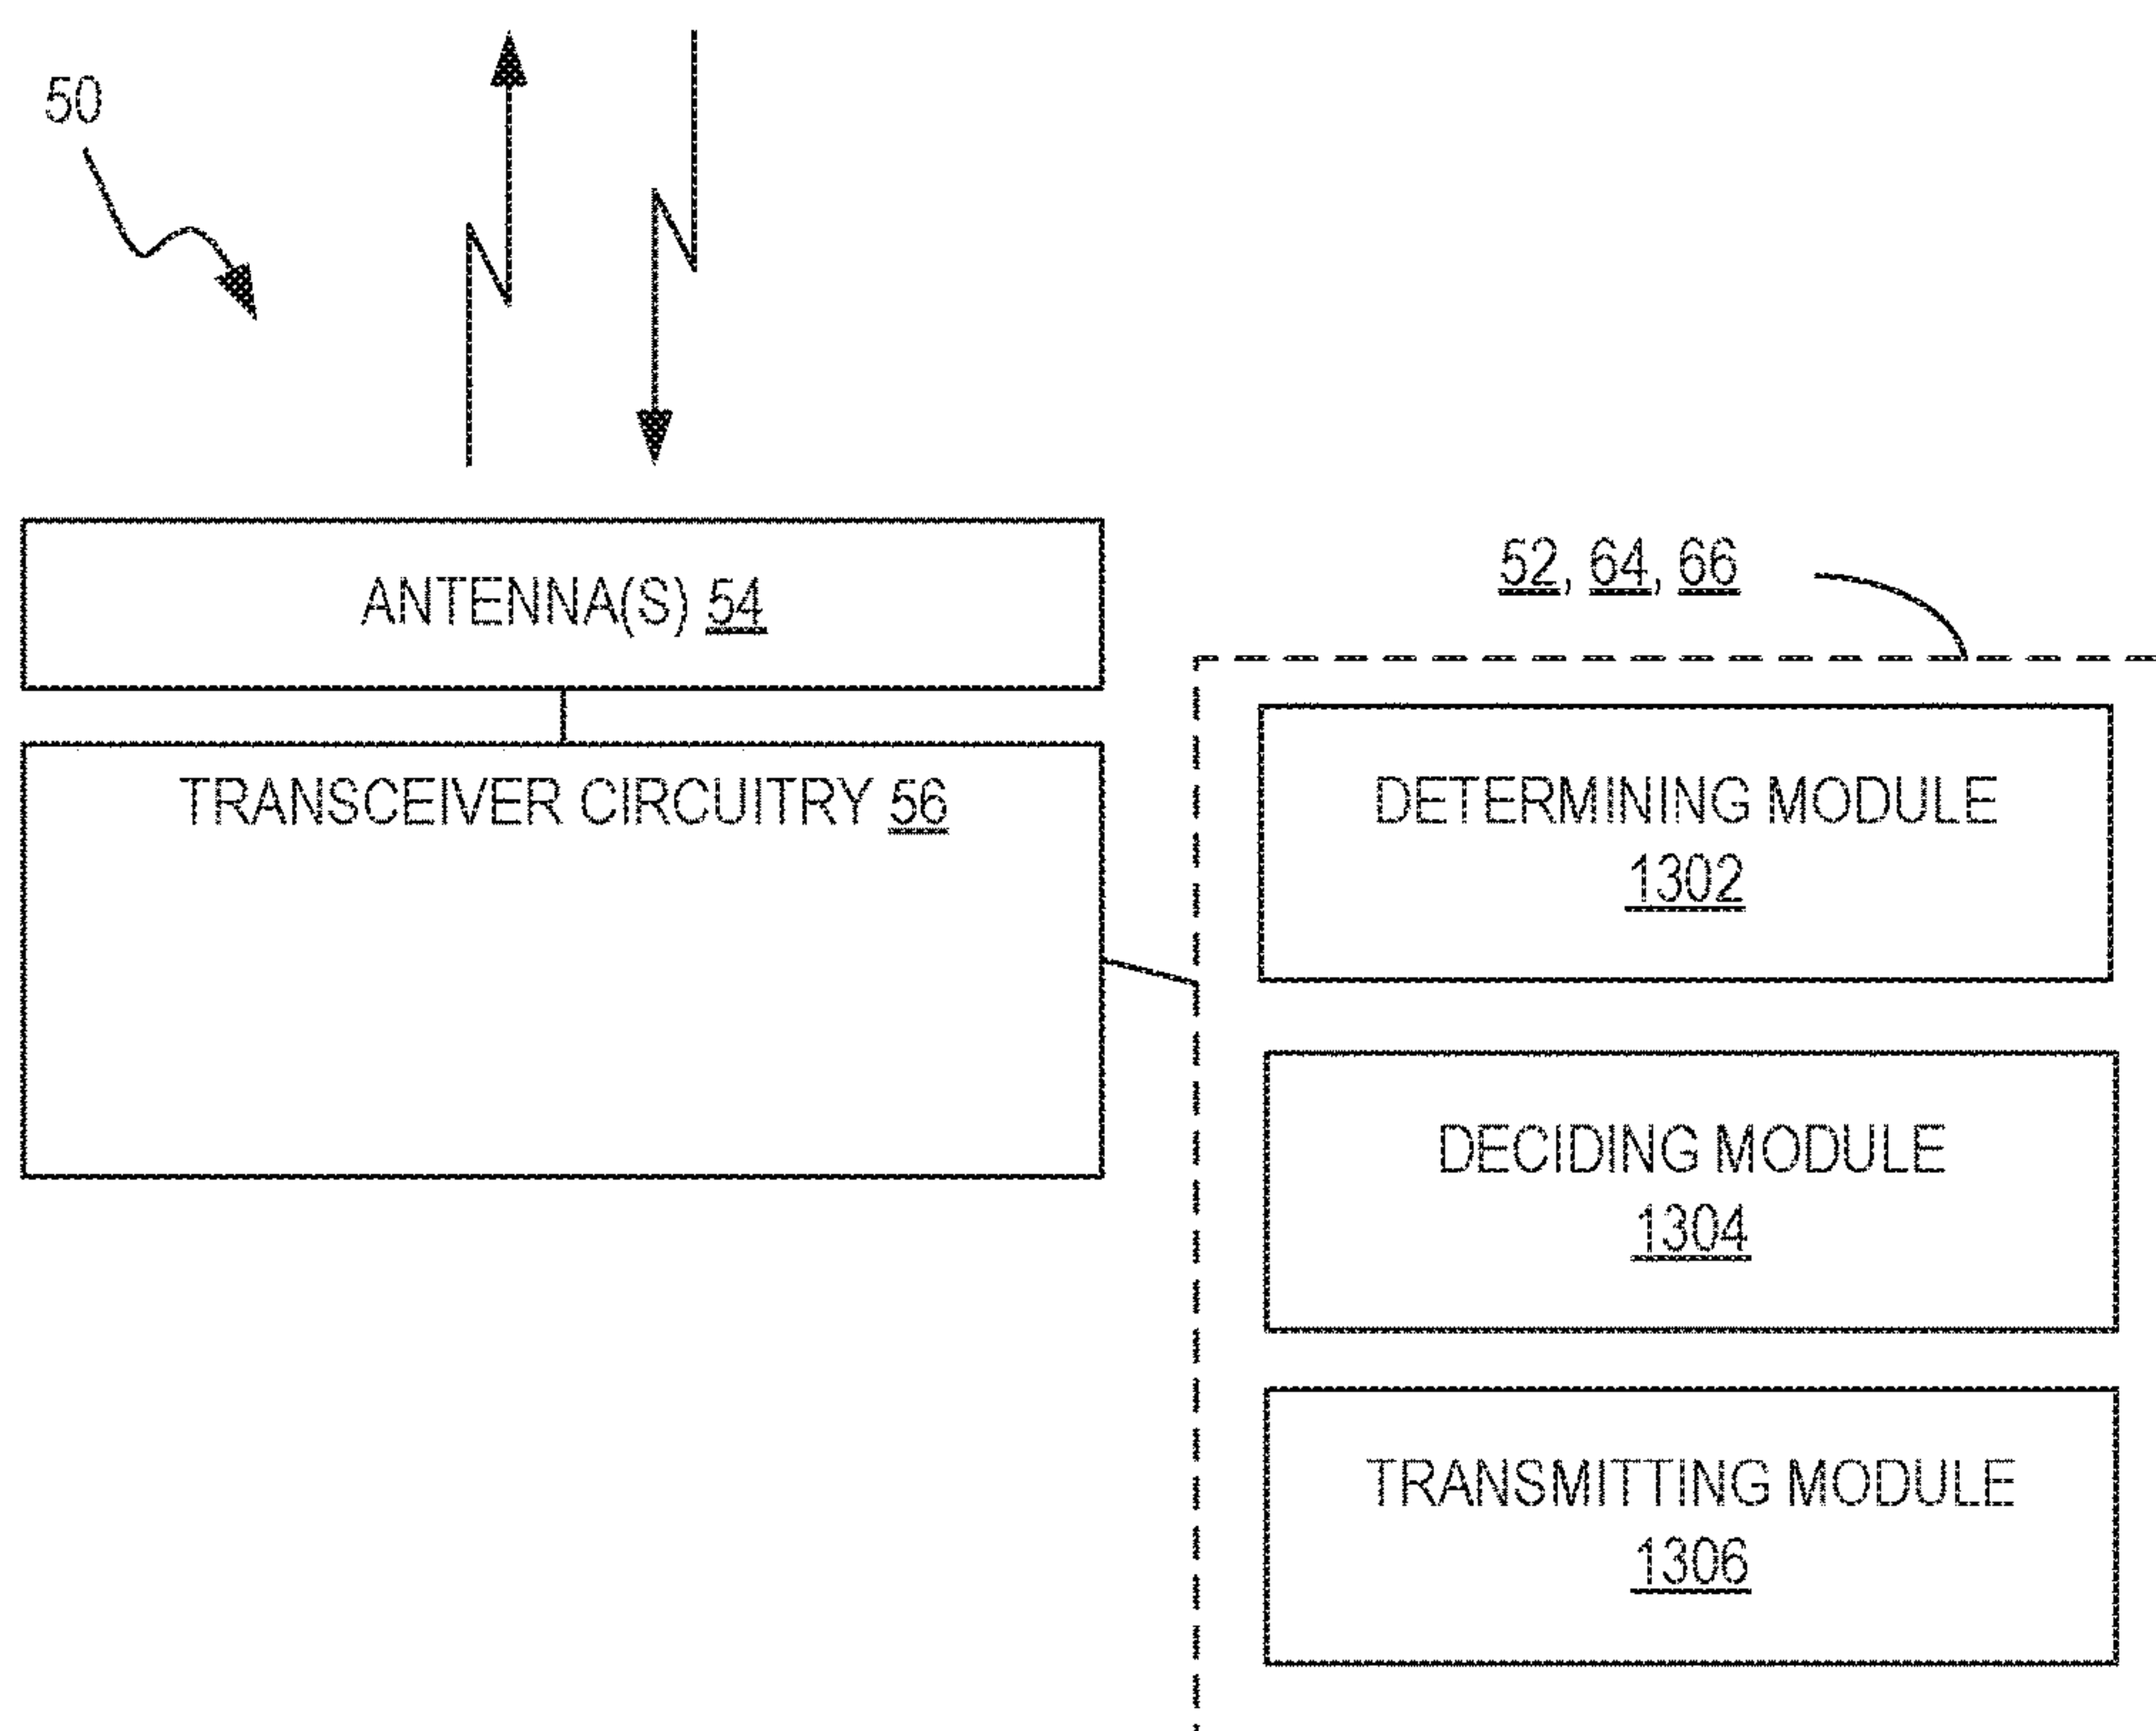 50
ANTENNA(S) 54
52, 64, 66
TRANSCEIVER CIRCUITRY 56
DETERMINING MODULE
1302
DECIDING MODULE
1304
TRANSMITTING MODULE
1306